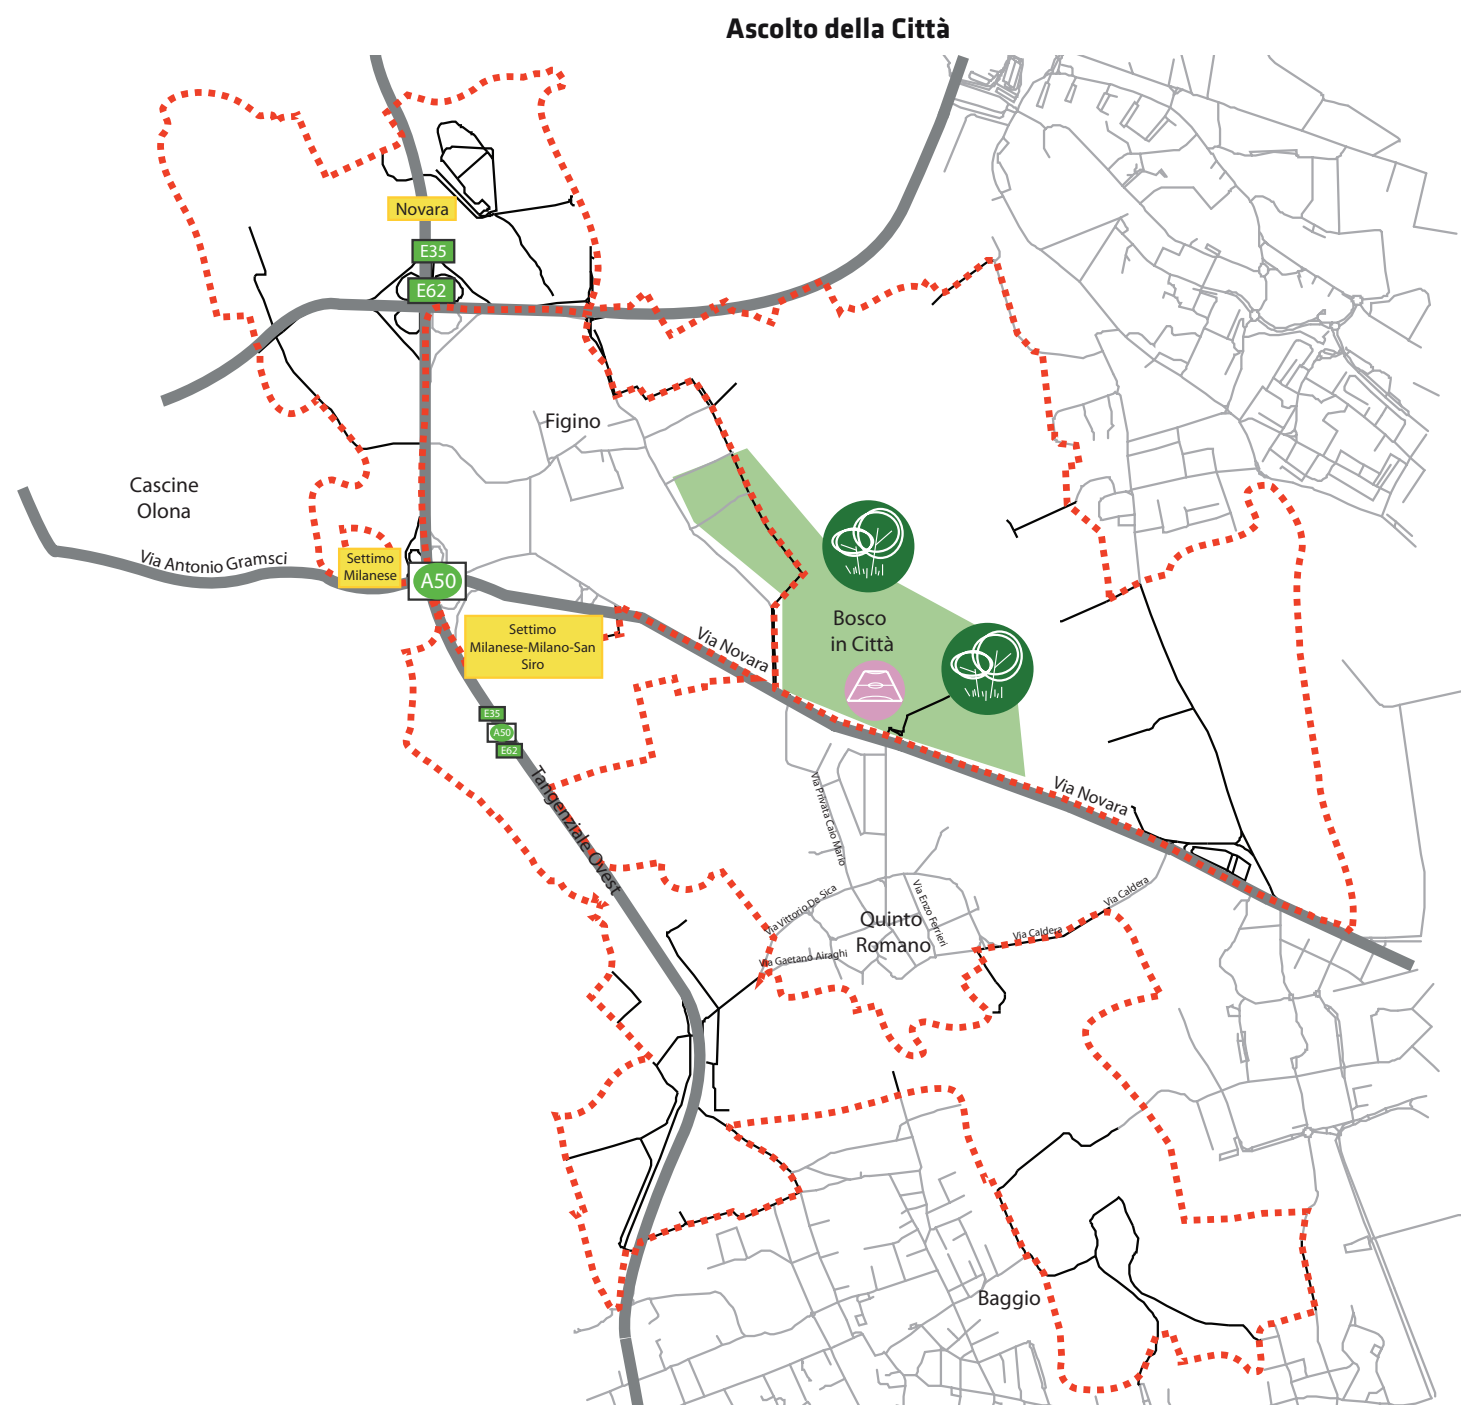 Ascolto della Città
Novara
E35
E62
Figino
Cascine
Olona
Via Antonio Gramsci
Settimo
Milanese
A50
Settimo
Milanese-Milano-San
Siro
Via Novara
Bosco
in Città
E35
A50
E62
Tangenziale Ovest
Via Privata Caio Mario
Via Novara
Via Vittorio De Sica
Via Enzo Ferrieri
Via Caldera
Quinto
Romano
Via Caldera
Via Gaetano Airaghi
Baggio